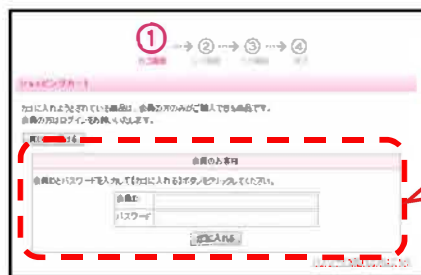 ① ② ③ ④
ショッピングカート
カゴに入れようとされている商品は、会員の方のみがご購入できる商品です。
会員の方はログインをお願いいたします。
会員のお客様
会員IDとパスワードを入力して【カゴに入れる】ボタンをクリックしてください。
会員ID
パスワード
カゴに入れる